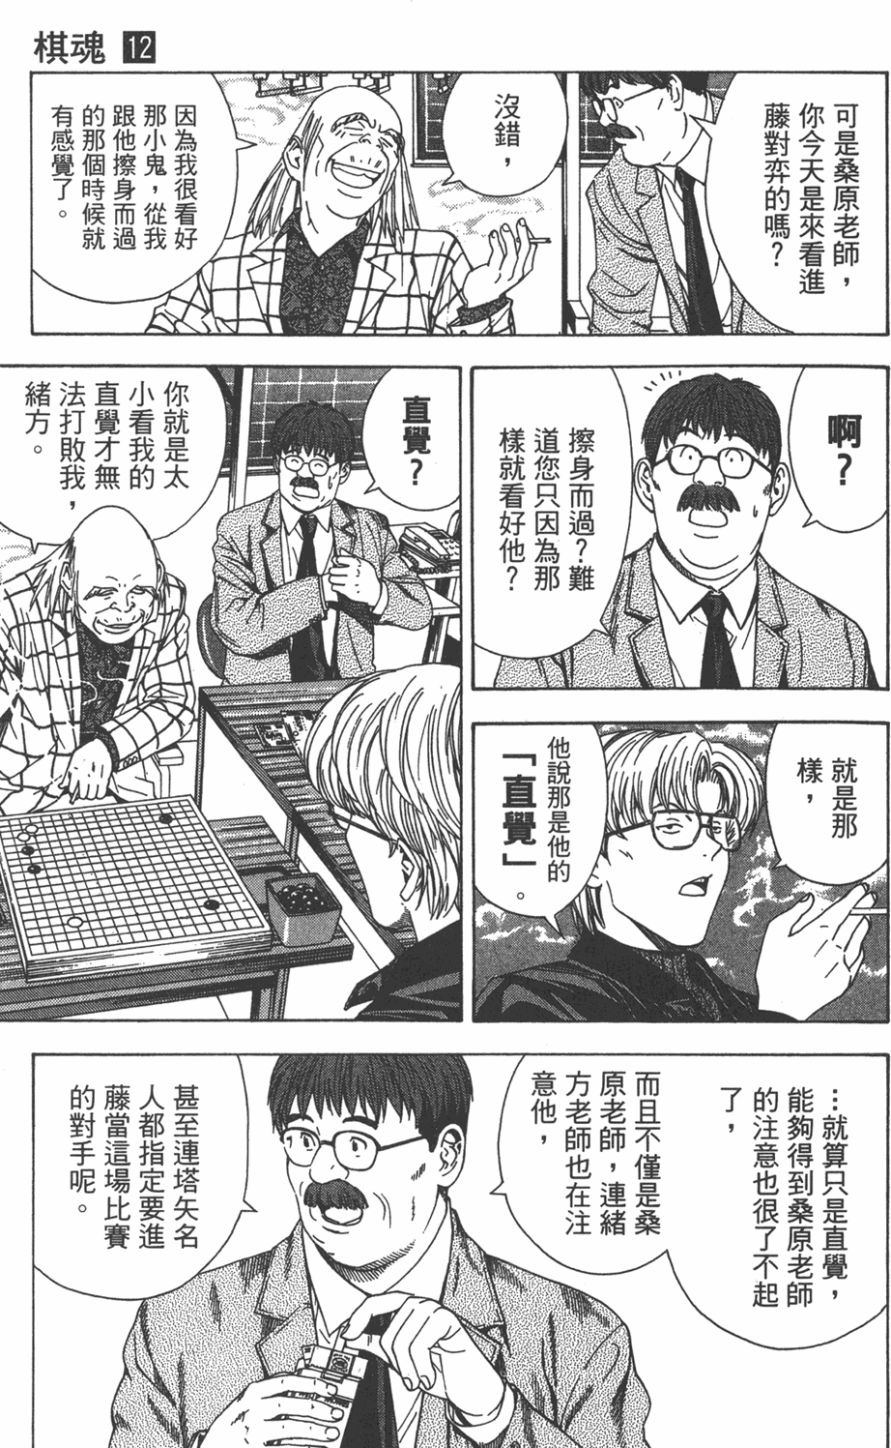 棋魂 12
可是桑原老師，
你今天是來看進
藤對弈的嗎？
沒錯，
因為我很看好
那小鬼，從我
跟他擦身而過
的那個時候就
有感覺了。
啊？
擦身而過？難
道您只因為那
樣就看好他？
直覺？
你就是太
小看我的
直覺才無
法打敗我，
緒方。
就是那
樣，
他說那是他的
「直覺」。
…就算只是直覺，
能夠得到桑原老師
的注意也很了不起
了，
而且不僅是桑
原老師，連緒
方老師也在注
意他，
甚至連塔矢名
人都指定要進
藤當這場比賽
的對手呢。